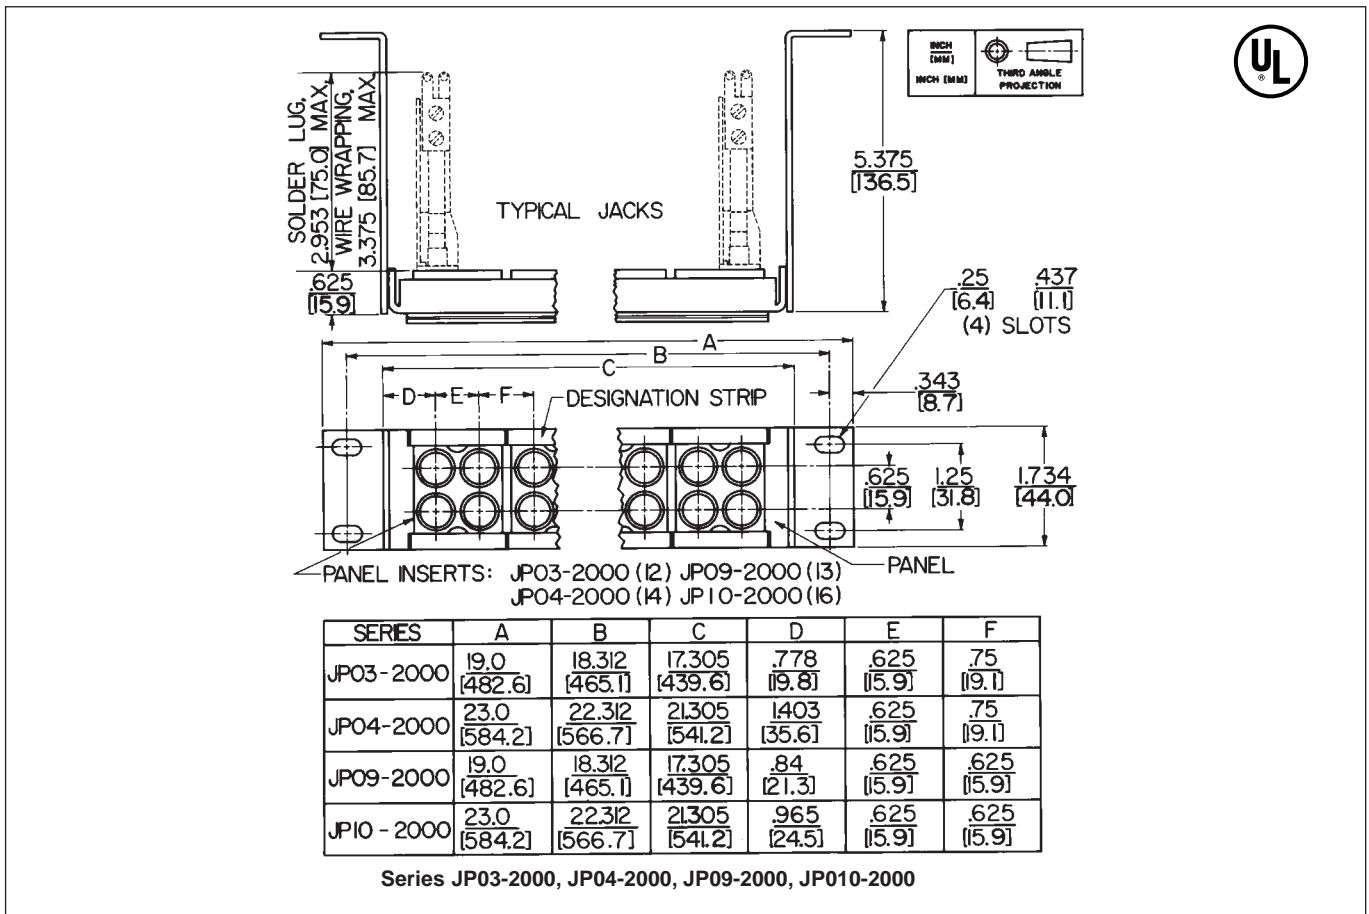 INCH
[MM]
INCH [MM]
THIRD ANGLE
PROJECTION
UL
®
SOLDER LUG,
2.953 [75.0] MAX,
WIRE WRAPPING,
3.375 [85.7] MAX
TYPICAL JACKS
5.375
[136.5]
.625
[15.9]
.25
[6.4]
.437
[11.1]
(4) SLOTS
A
B
C
D
E
F
DESIGNATION STRIP
.343
[8.7]
.625
[15.9]
1.25
[31.8]
1.734
[44.0]
PANEL INSERTS: JP03-2000 (12) JP09-2000 (13)
JP04-2000 (14) JP10-2000 (16)
PANEL
SERIES A B C D E F
JP03-2000 19.0 18.312 17.305 .778 .625 .75
[482.6] [465.1] [439.6] [19.8] [15.9] [19.1]
JP04-2000 23.0 22.312 21.305 1.403 .625 .75
[584.2] [566.7] [541.2] [35.6] [15.9] [19.1]
JP09-2000 19.0 18.312 17.305 .84 .625 .625
[482.6] [465.1] [439.6] [21.3] [15.9] [15.9]
JP10-2000 23.0 22.312 21.305 .965 .625 .625
[584.2] [566.7] [541.2] [24.5] [15.9] [15.9]
Series JP03-2000, JP04-2000, JP09-2000, JP010-2000